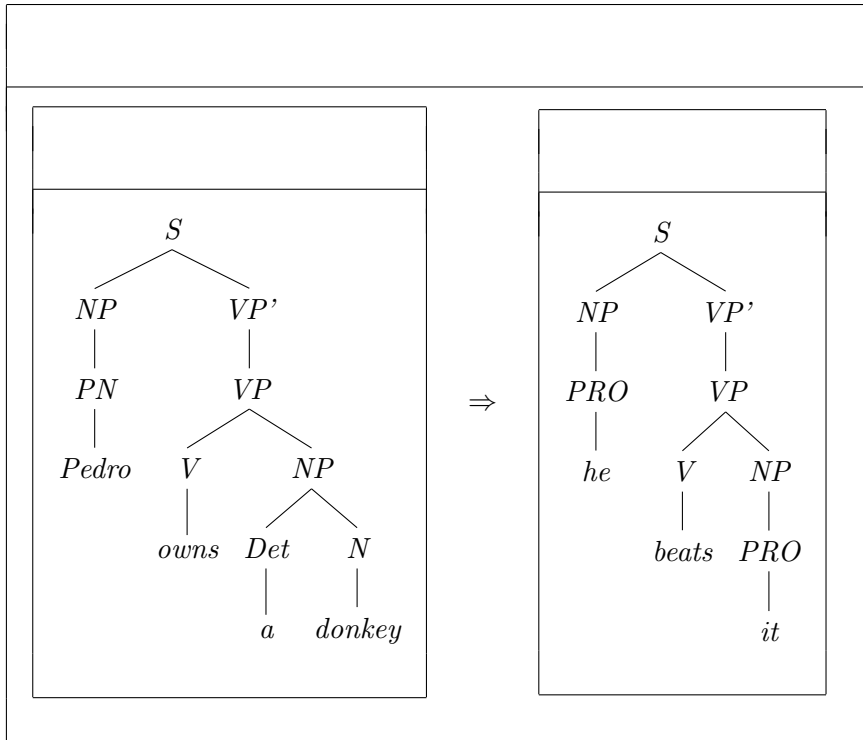 S S
NP VP' NP VP'
PN VP ⇒ PRO VP
Pedro V NP he V NP
owns Det N beats PRO
a donkey it